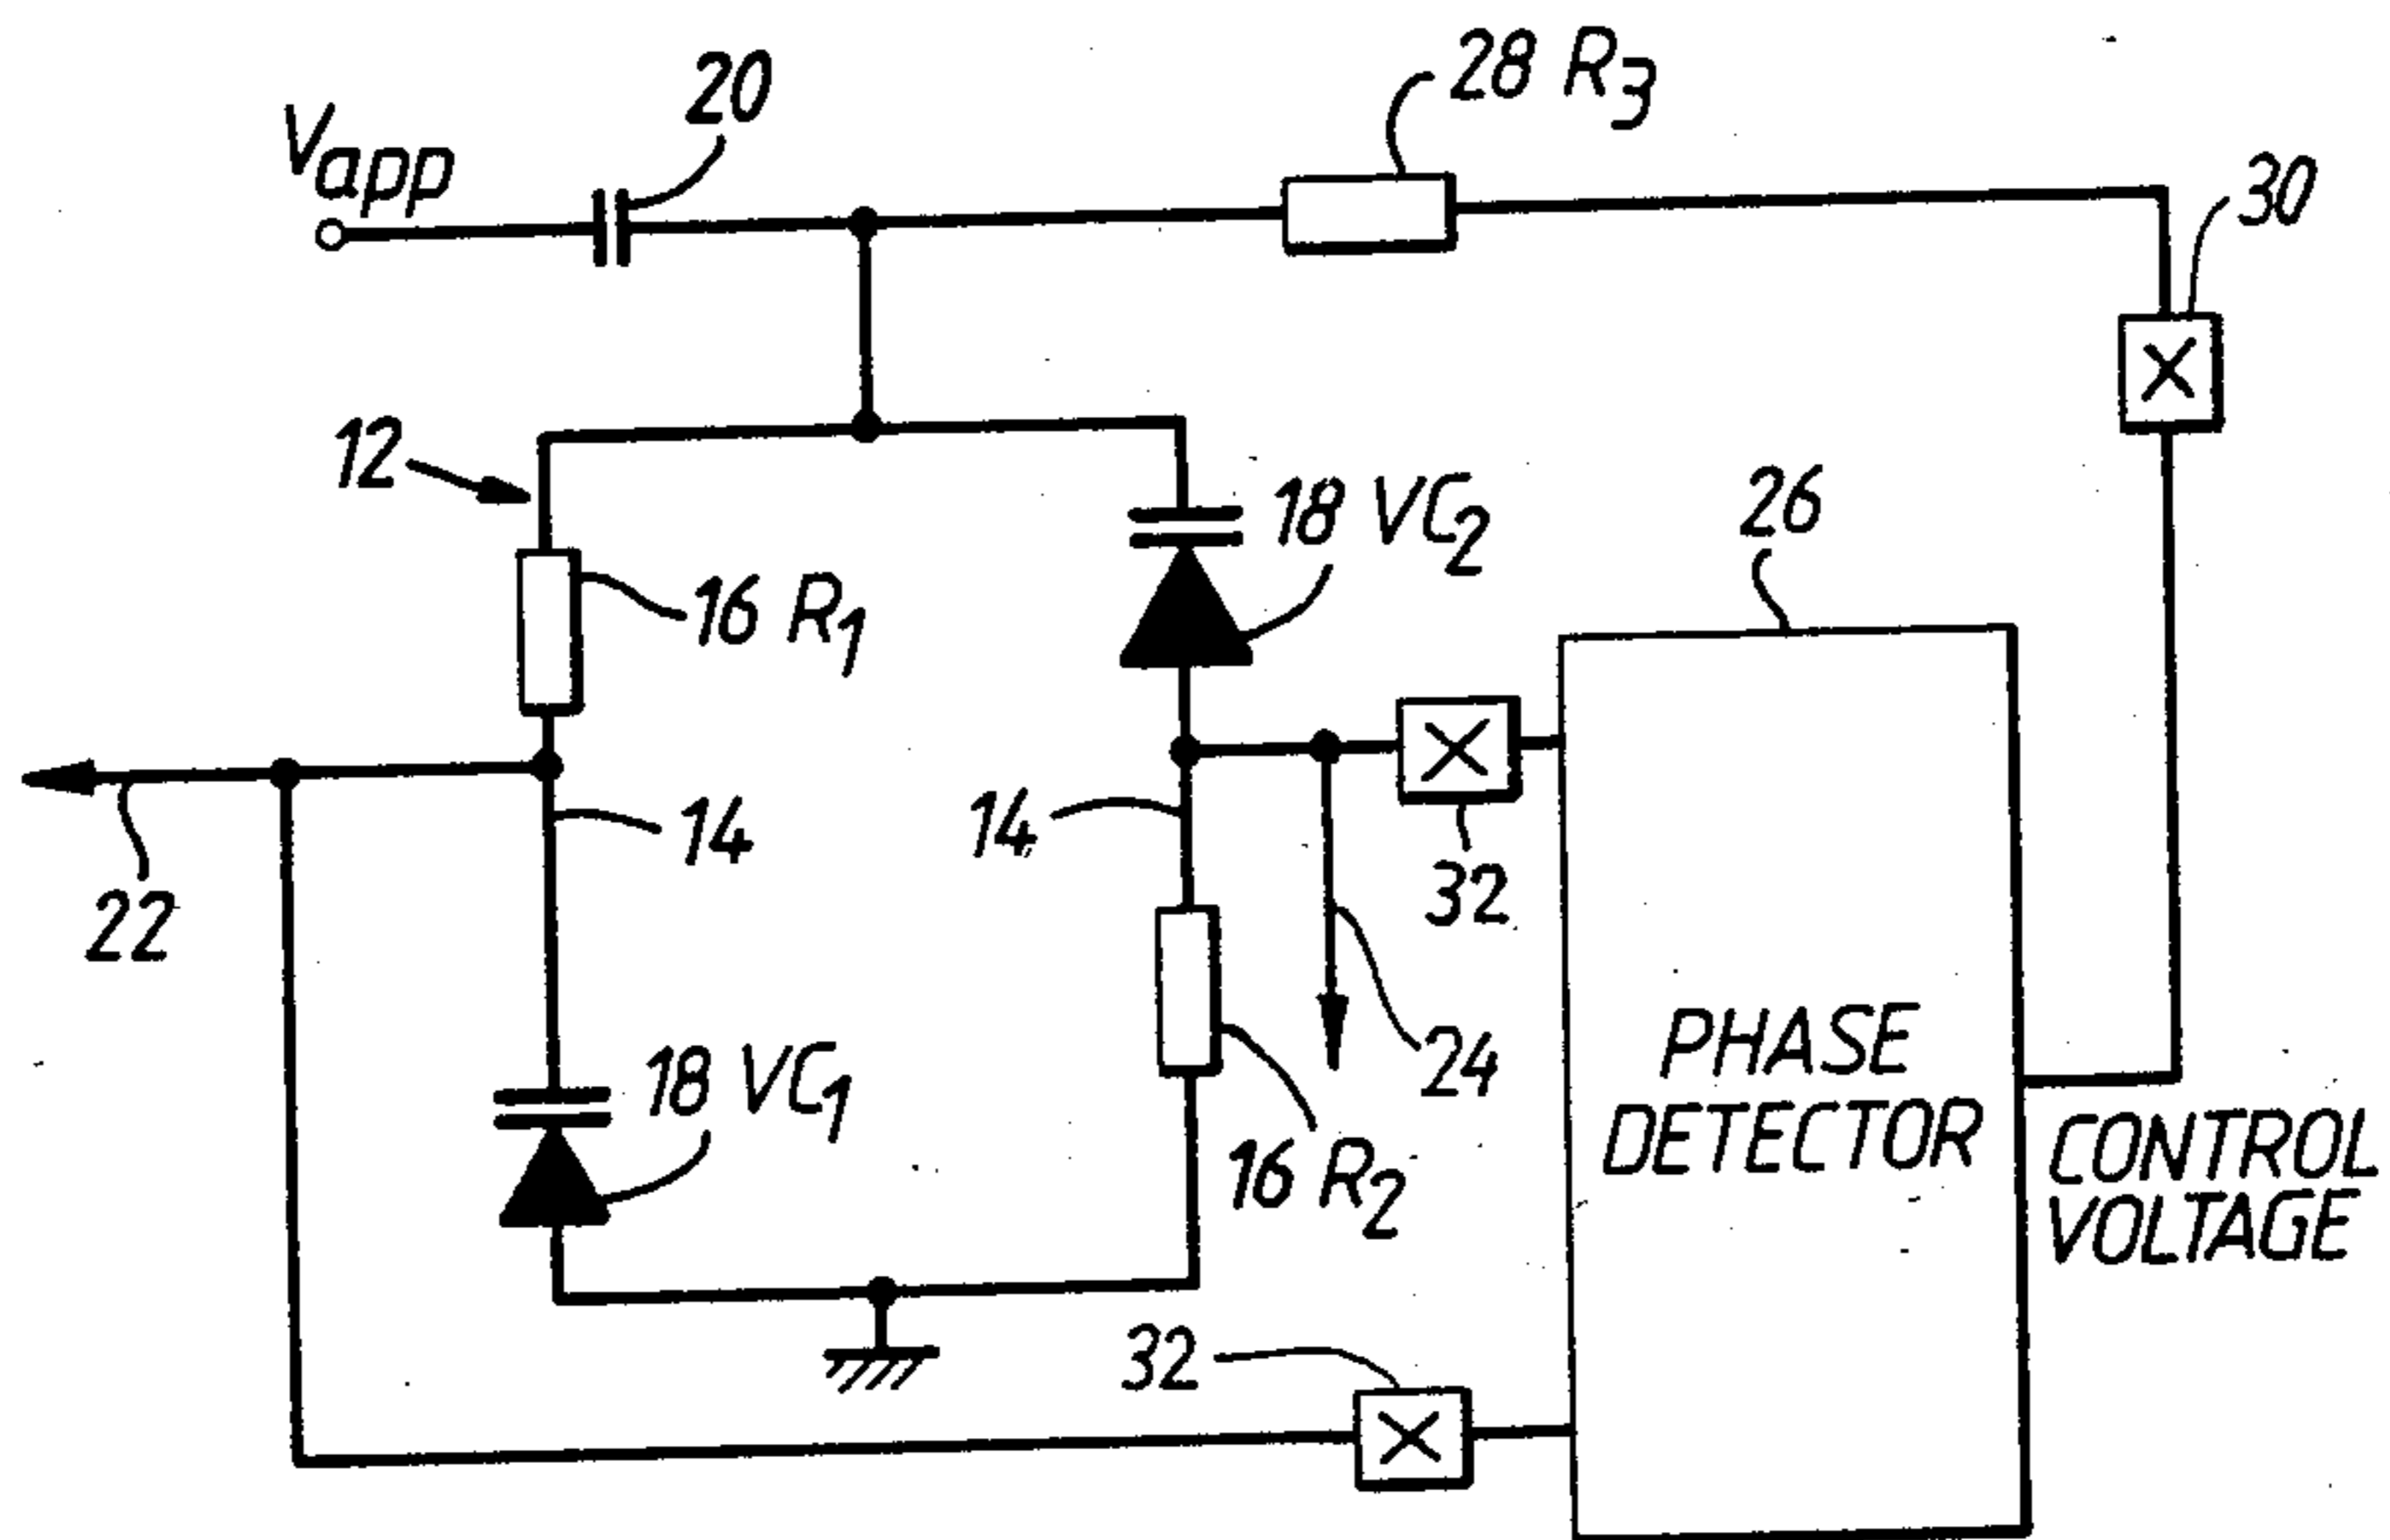 20
28 R3
Vapp
30
12
18 VC2
26
16 R1
14
14
32
22
24
18 VC1
PHASE
DETECTOR
16 R2
CONTROL
VOLTAGE
32
X
X
X